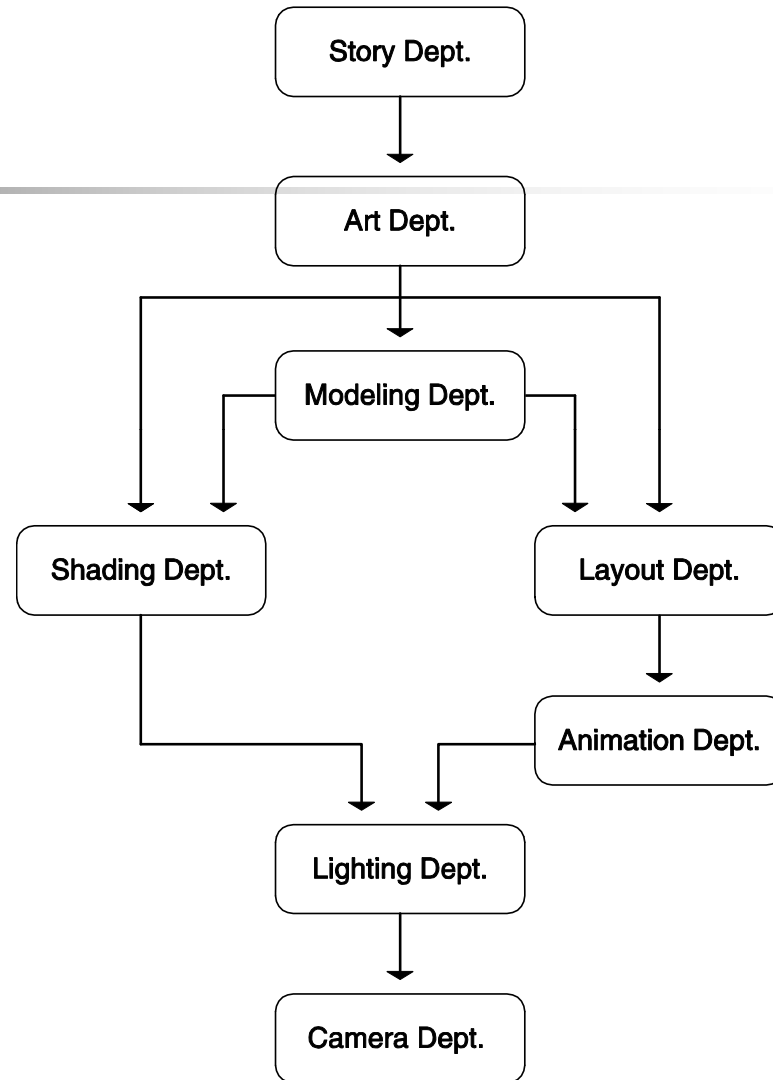 Story Dept.
Art Dept.
Modeling Dept.
Shading Dept.
Layout Dept.
Animation Dept.
Lighting Dept.
Camera Dept.